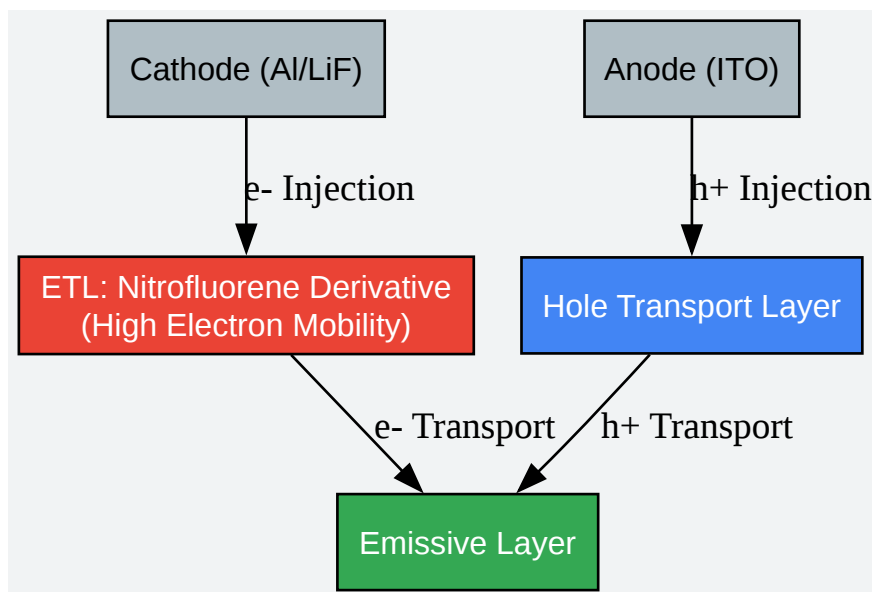 Cathode (Al/LiF)
Anode (ITO)
e- Injection
h+ Injection
ETL: Nitrofluorene Derivative
(High Electron Mobility)
Hole Transport Layer
e- Transport
h+ Transport
Emissive Layer